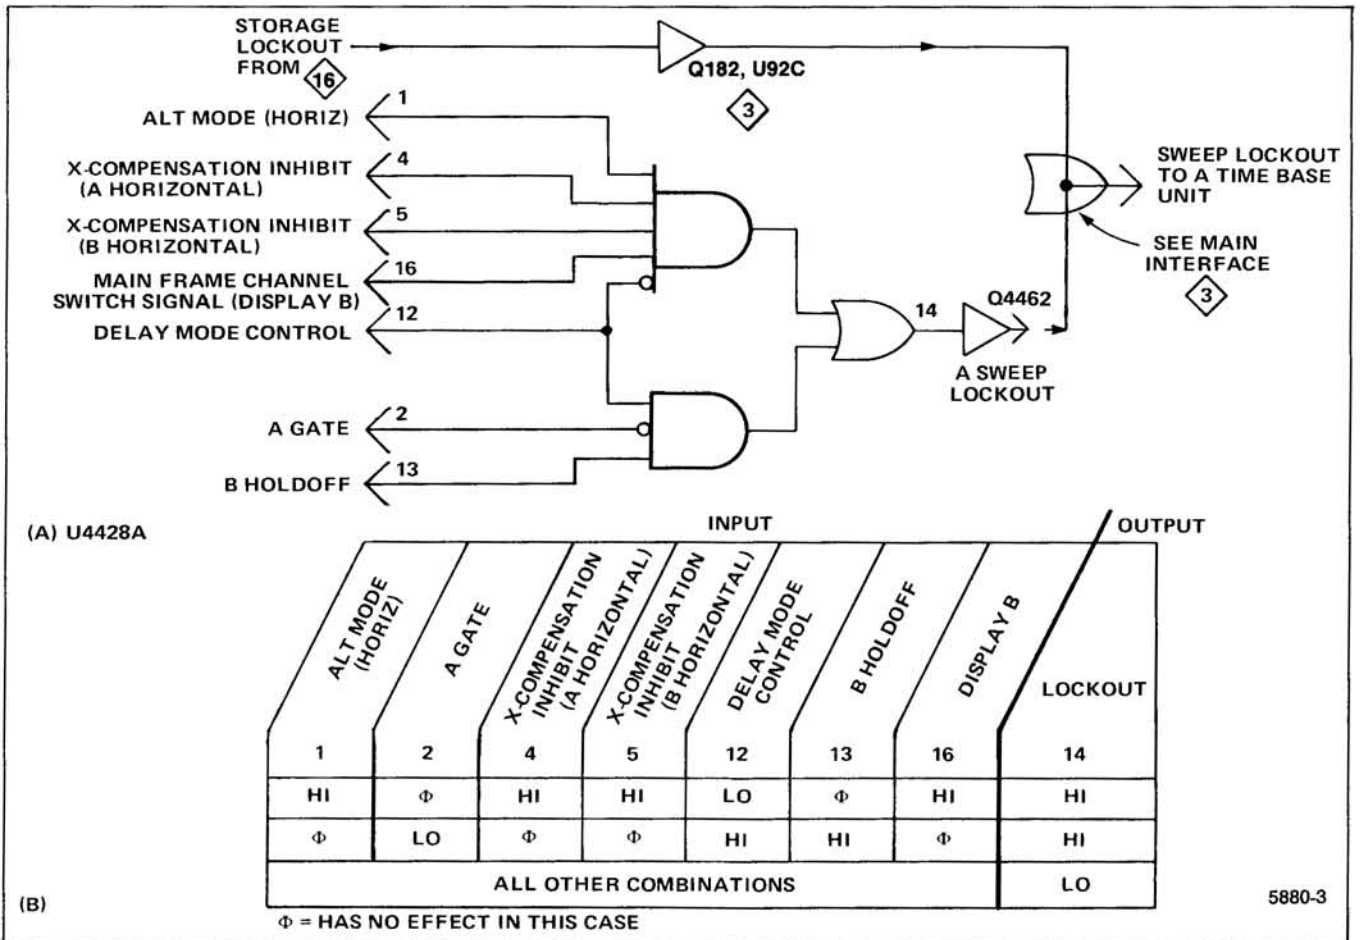 STORAGE
LOCKOUT
FROM 16
Q182, U92C
3
1
ALT MODE (HORIZ)
4
X-COMPENSATION INHIBIT
(A HORIZONTAL)
5
X-COMPENSATION INHIBIT
(B HORIZONTAL)
16
MAIN FRAME CHANNEL
SWITCH SIGNAL (DISPLAY B)
12
DELAY MODE CONTROL
2
A GATE
13
B HOLDOFF
14
Q4462
A SWEEP
LOCKOUT
SWEEP LOCKOUT
TO A TIME BASE
UNIT
SEE MAIN
INTERFACE
3
(A) U4428A
INPUT
OUTPUT
ALT MODE
(HORIZ)
A GATE
X-COMPENSATION
INHIBIT
(A HORIZONTAL)
X-COMPENSATION
INHIBIT
(B HORIZONTAL)
DELAY MODE
CONTROL
B HOLDOFF
DISPLAY B
LOCKOUT
1 2 4 5 12 13 16 14
HI Φ HI HI LO Φ HI HI
Φ LO Φ Φ HI HI Φ HI
ALL OTHER COMBINATIONS LO
(B)
5880-3
Φ = HAS NO EFFECT IN THIS CASE